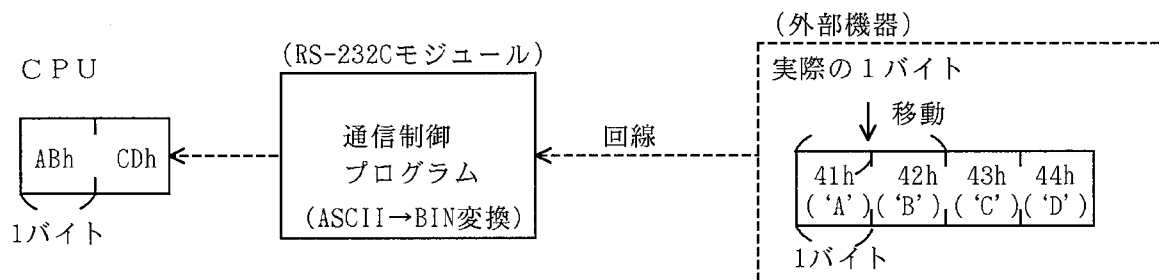 (外部機器)
(RS-232Cモジュール)
CPU
実際の1バイト
移動
通信制御
プログラム
(ASCII→BIN変換)
回線
ABh CDh
41h 42h 43h 44h
('A') ('B') ('C') ('D')
1バイト
1バイト